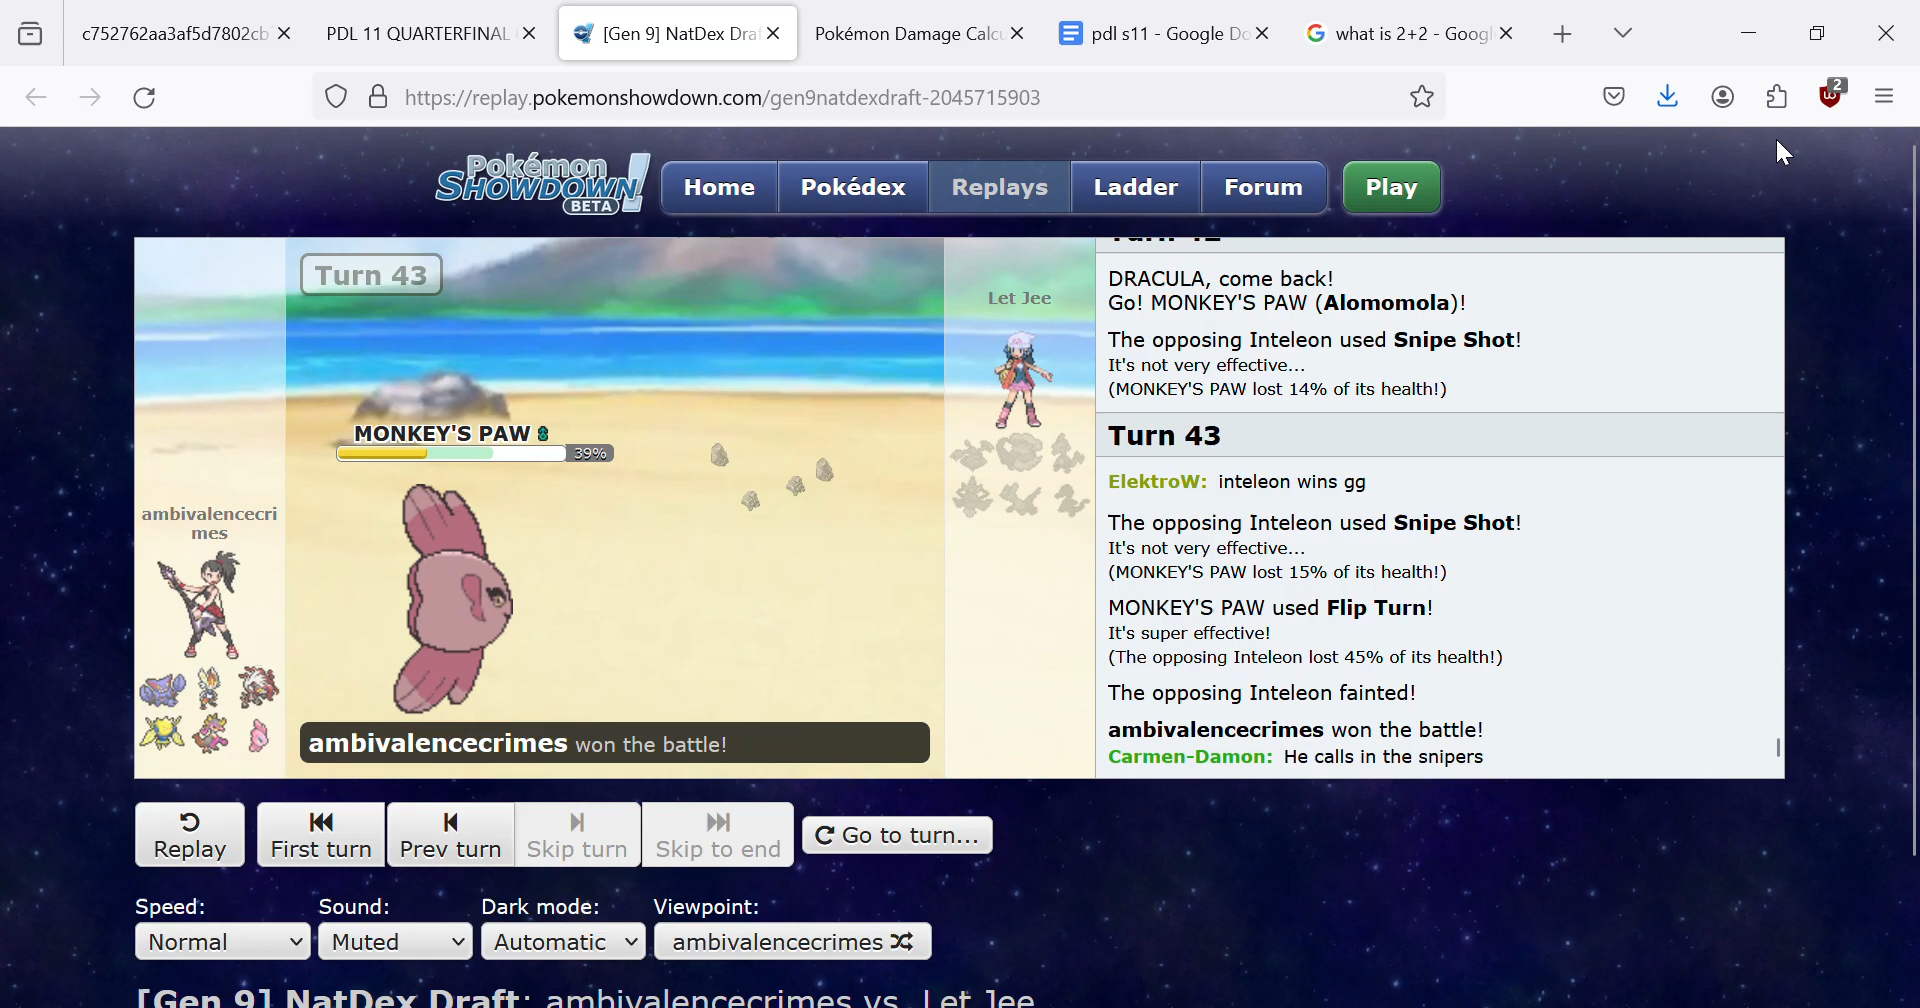 c752762aa3af5d7802cb
PDL 11 QUARTERFINAL
[Gen 9] NatDex Dra
Pokémon Damage Calc
pdl s11 - Google Do
what is 2+2 - Googl
https://replay.pokemonshowdown.com/gen9natdexdraft-2045715903
2
Pokémon
SHOWDOWN!
BETA
Home
Pokédex
Replays
Ladder
Forum
Play
Turn 43
Let Jee
MONKEY'S PAW
39%
ambivalencecri
mes
ambivalencecrimes won the battle!
DRACULA, come back!
Go! MONKEY'S PAW (Alomomola)!
The opposing Inteleon used Snipe Shot!
It's not very effective...
(MONKEY'S PAW lost 14% of its health!)
Turn 43
ElektroW: inteleon wins gg
The opposing Inteleon used Snipe Shot!
It's not very effective...
(MONKEY'S PAW lost 15% of its health!)
MONKEY'S PAW used Flip Turn!
It's super effective!
(The opposing Inteleon lost 45% of its health!)
The opposing Inteleon fainted!
ambivalencecrimes won the battle!
Carmen-Damon: He calls in the snipers
Replay
First turn
Prev turn
Skip turn
Skip to end
Go to turn...
Speed:
Sound:
Dark mode:
Viewpoint:
Normal
Muted
Automatic
ambivalencecrimes
[Gen 9] NatDex Draft: ambivalencecrimes vs. Let Jee